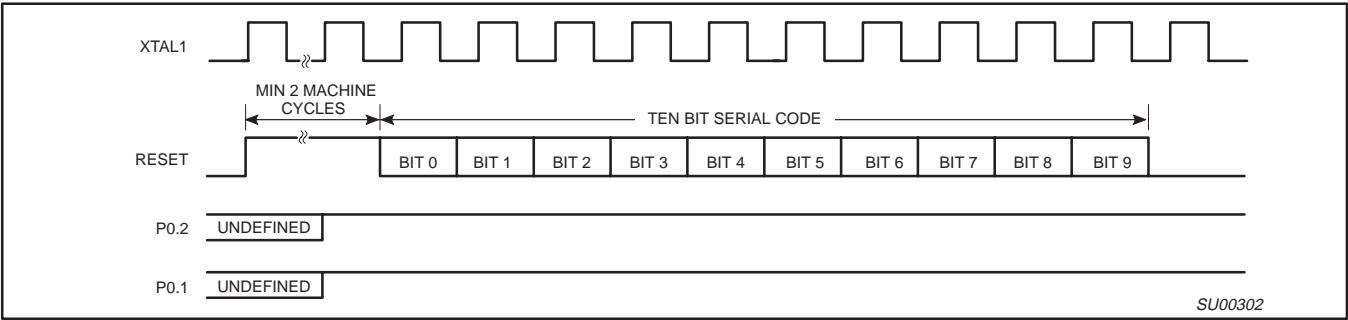 XTAL1
MIN 2 MACHINE
CYCLES
TEN BIT SERIAL CODE
RESET
BIT 0 BIT 1 BIT 2 BIT 3 BIT 4 BIT 5 BIT 6 BIT 7 BIT 8 BIT 9
P0.2 UNDEFINED
P0.1 UNDEFINED
SU00302